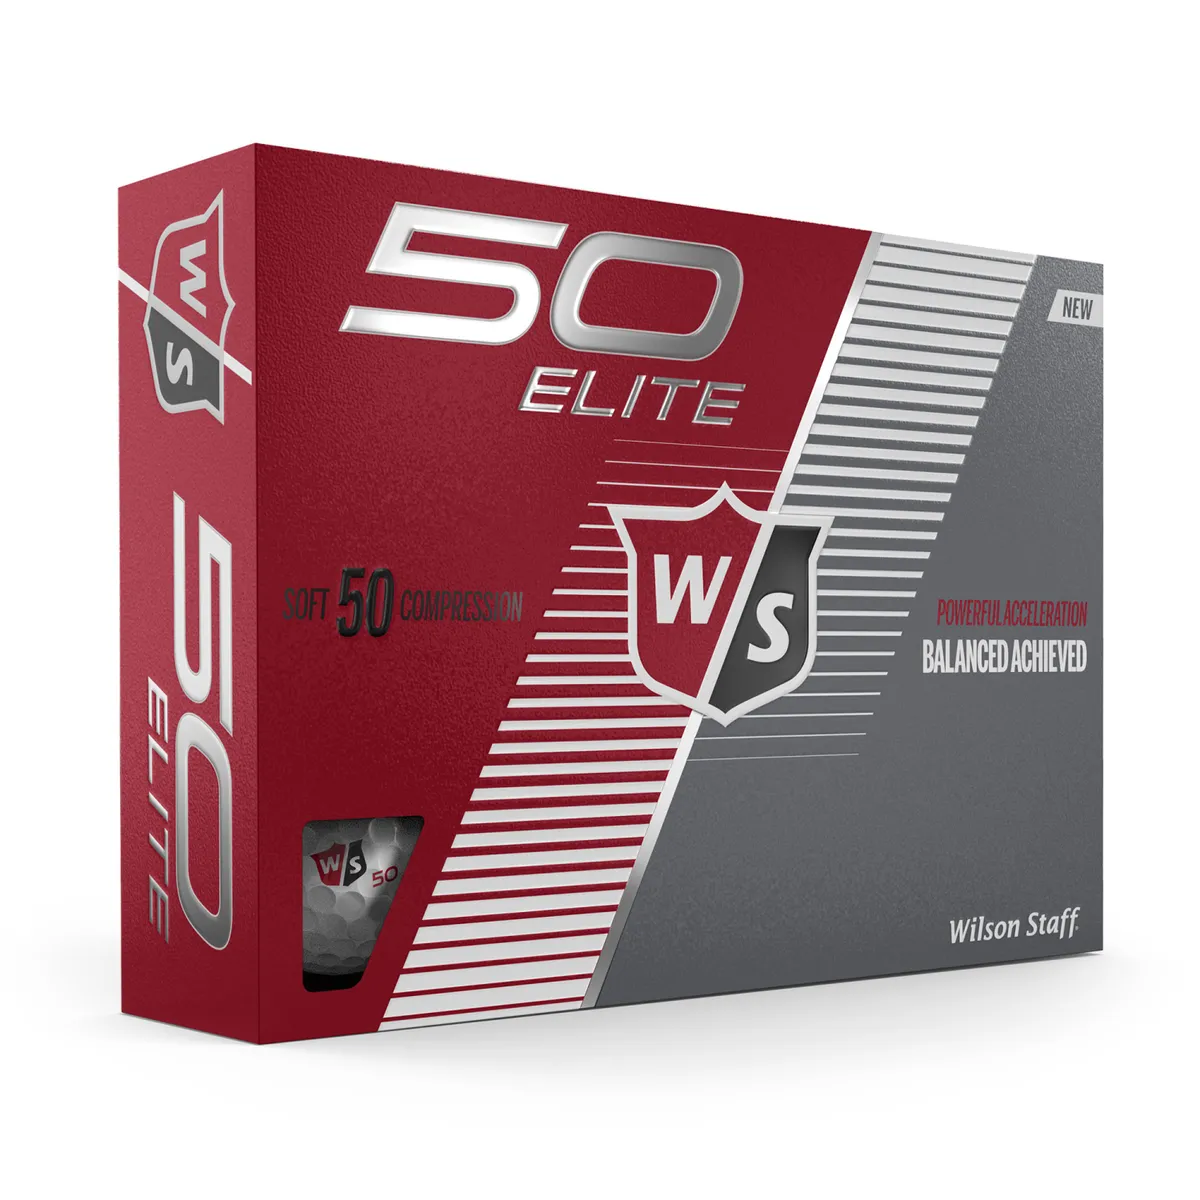 W
S
50
ELITE
50
ELITE
NEW
SOFT 50 COMPRESSION
W
S
POWERFUL ACCELERATION
BALANCED ACHIEVED
W S 50
Wilson Staff